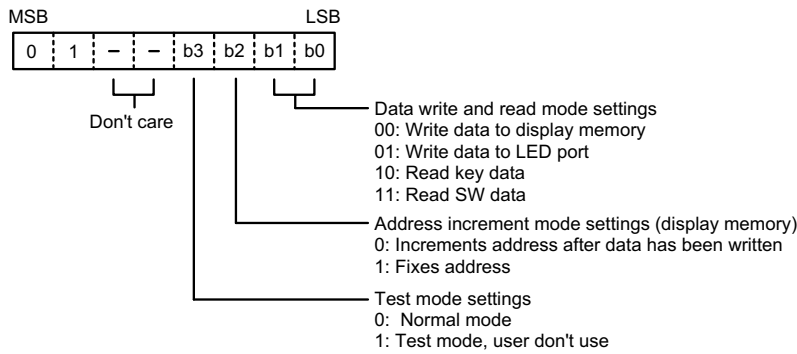 MSB LSB
0 1 – – b3 b2 b1 b0
Don't care
Data write and read mode settings
00: Write data to display memory
01: Write data to LED port
10: Read key data
11: Read SW data
Address increment mode settings (display memory)
0: Increments address after data has been written
1: Fixes address
Test mode settings
0: Normal mode
1: Test mode, user don't use